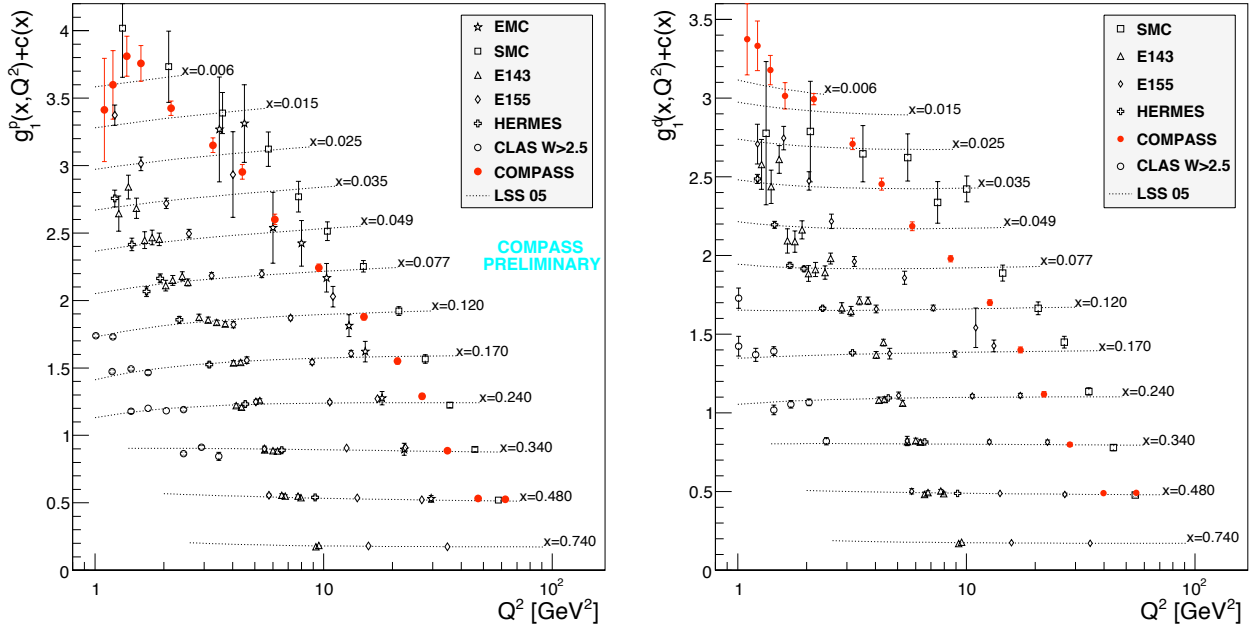 g₁ᵖ(x,Q²)+c(x)
4
3.5
3
2.5
2
1.5
1
0.5
0
1
10
10²
Q² [GeV²]
EMC
SMC
E143
E155
HERMES
CLAS W>2.5
COMPASS
LSS 05
COMPASS
PRELIMINARY
x=0.006
x=0.015
x=0.025
x=0.035
x=0.049
x=0.077
x=0.120
x=0.170
x=0.240
x=0.340
x=0.480
x=0.740
g₁ᵈ(x,Q²)+c(x)
3.5
3
2.5
2
1.5
1
0.5
0
1
10
10²
Q² [GeV²]
SMC
E143
E155
HERMES
COMPASS
LSS 05
x=0.006
x=0.015
x=0.025
x=0.035
x=0.049
x=0.077
x=0.120
x=0.170
x=0.240
x=0.340
x=0.480
x=0.740